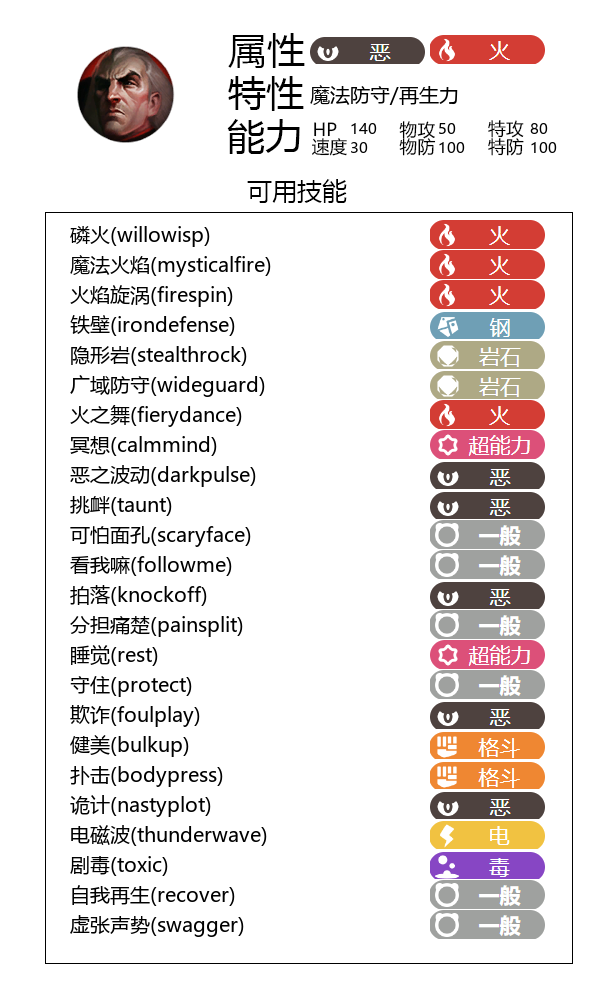 属性 恶 火
特性 魔法防守/再生力
能力 HP 140 物攻 50 特攻 80
速度 30 物防 100 特防 100
可用技能
磷火(willowisp) 火
魔法火焰(mysticalfire) 火
火焰旋涡(firespin) 火
铁壁(irondefense) 钢
隐形岩(stealthrock) 岩石
广域防守(wideguard) 岩石
火之舞(fierydance) 火
冥想(calmmind) 超能力
恶之波动(darkpulse) 恶
挑衅(taunt) 恶
可怕面孔(scaryface) 一般
看我嘛(followme) 一般
拍落(knockoff) 恶
分担痛楚(painsplit) 一般
睡觉(rest) 超能力
守住(protect) 一般
欺诈(foulplay) 恶
健美(bulkup) 格斗
扑击(bodypress) 格斗
诡计(nastyplot) 恶
电磁波(thunderwave) 电
剧毒(toxic) 毒
自我再生(recover) 一般
虚张声势(swagger) 一般